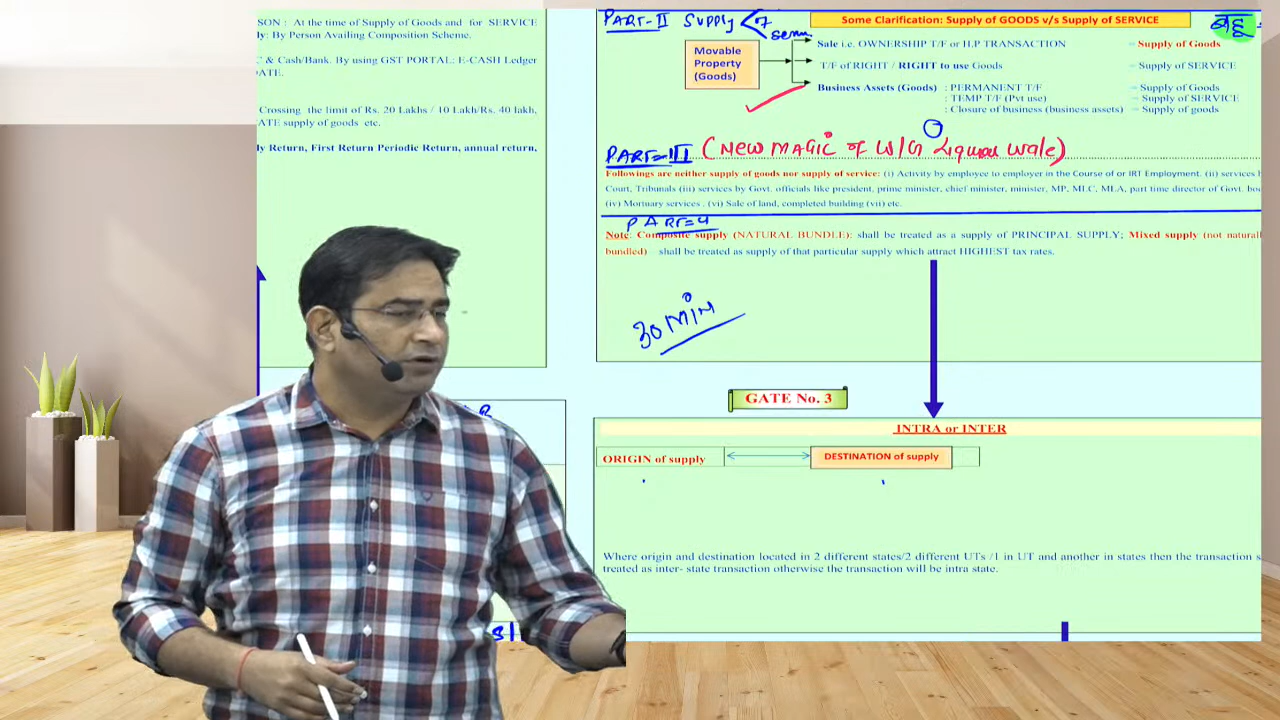 SON : At the time of Supply of Goods and for SERVICE
ly: By Person Availing Composition Scheme.
C' & Cash/Bank. By using GST PORTAL: E-CASH Ledger
DATE.
Crossing the limit of Rs. 20 Lakhs / 10 Lakh/Rs. 40 lakh,
ATE supply of goods etc.
ly Return, First Return Periodic Return, annual return,
PART-II Supply
Some Clarification: Supply of GOODS v/s Supply of SERVICE
Movable
Property
(Goods)
Sale i.e. OWNERSHIP T/F or H.P TRANSACTION = Supply of Goods
T/F of RIGHT / RIGHT to use Goods = Supply of SERVICE
Business Assets (Goods) : PERMANENT T/F = Supply of Goods
: TEMP T/F (Pvt use) = Supply of SERVICE
: Closure of business (business assets) = Supply of goods
PART-III (NEW MAGIC of W/G
Followings are neither supply of goods nor supply of service: (i) Activity by employee to employer in the Course of or IRT Employment. (ii) services b
Court, Tribunals (iii) services by Govt. officials like president, prime minister, chief minister, minister, MP, MLC, MLA, part time director of Govt. bo
(iv) Mortuary services . (vi) Sale of land, completed building (vii) etc.
PART-4
Note: Composite supply (NATURAL BUNDLE): shall be treated as a supply of PRINCIPAL SUPPLY; Mixed supply (not natural
bundled) – shall be treated as supply of that particular supply which attract HIGHEST tax rates.
30 MIN
GATE No. 3
INTRA or INTER
ORIGIN of supply
DESTINATION of supply
Where origin and destination located in 2 different states/2 different UTs /1 in UT and another in states then the transaction s
treated as inter- state transaction otherwise the transaction will be intra state.